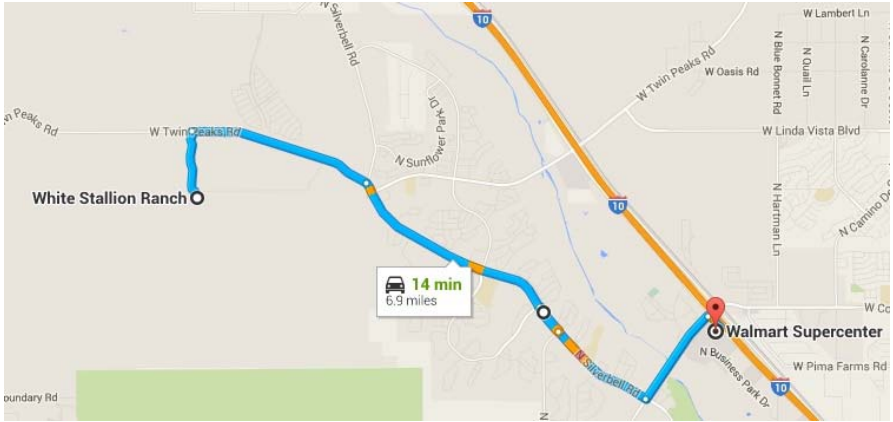 W Lambert Ln
10
N Silverbell Rd
N Blue Bonnet Rd
N Quail Ln
N Carolanne Dr
W Twin Peaks Rd
W Oasis Rd
N Sunflower Park Dr
n Peaks Rd
W Twin Peaks Rd
W Linda Vista Blvd
White Stallion Ranch
10
N Hartman Ln
N Camino De
14 min
6.9 miles
W Co
Walmart Supercenter
N Business Park Dr
W Pima Farms Rd
N Silverbell Rd
10
oundary Rd
N